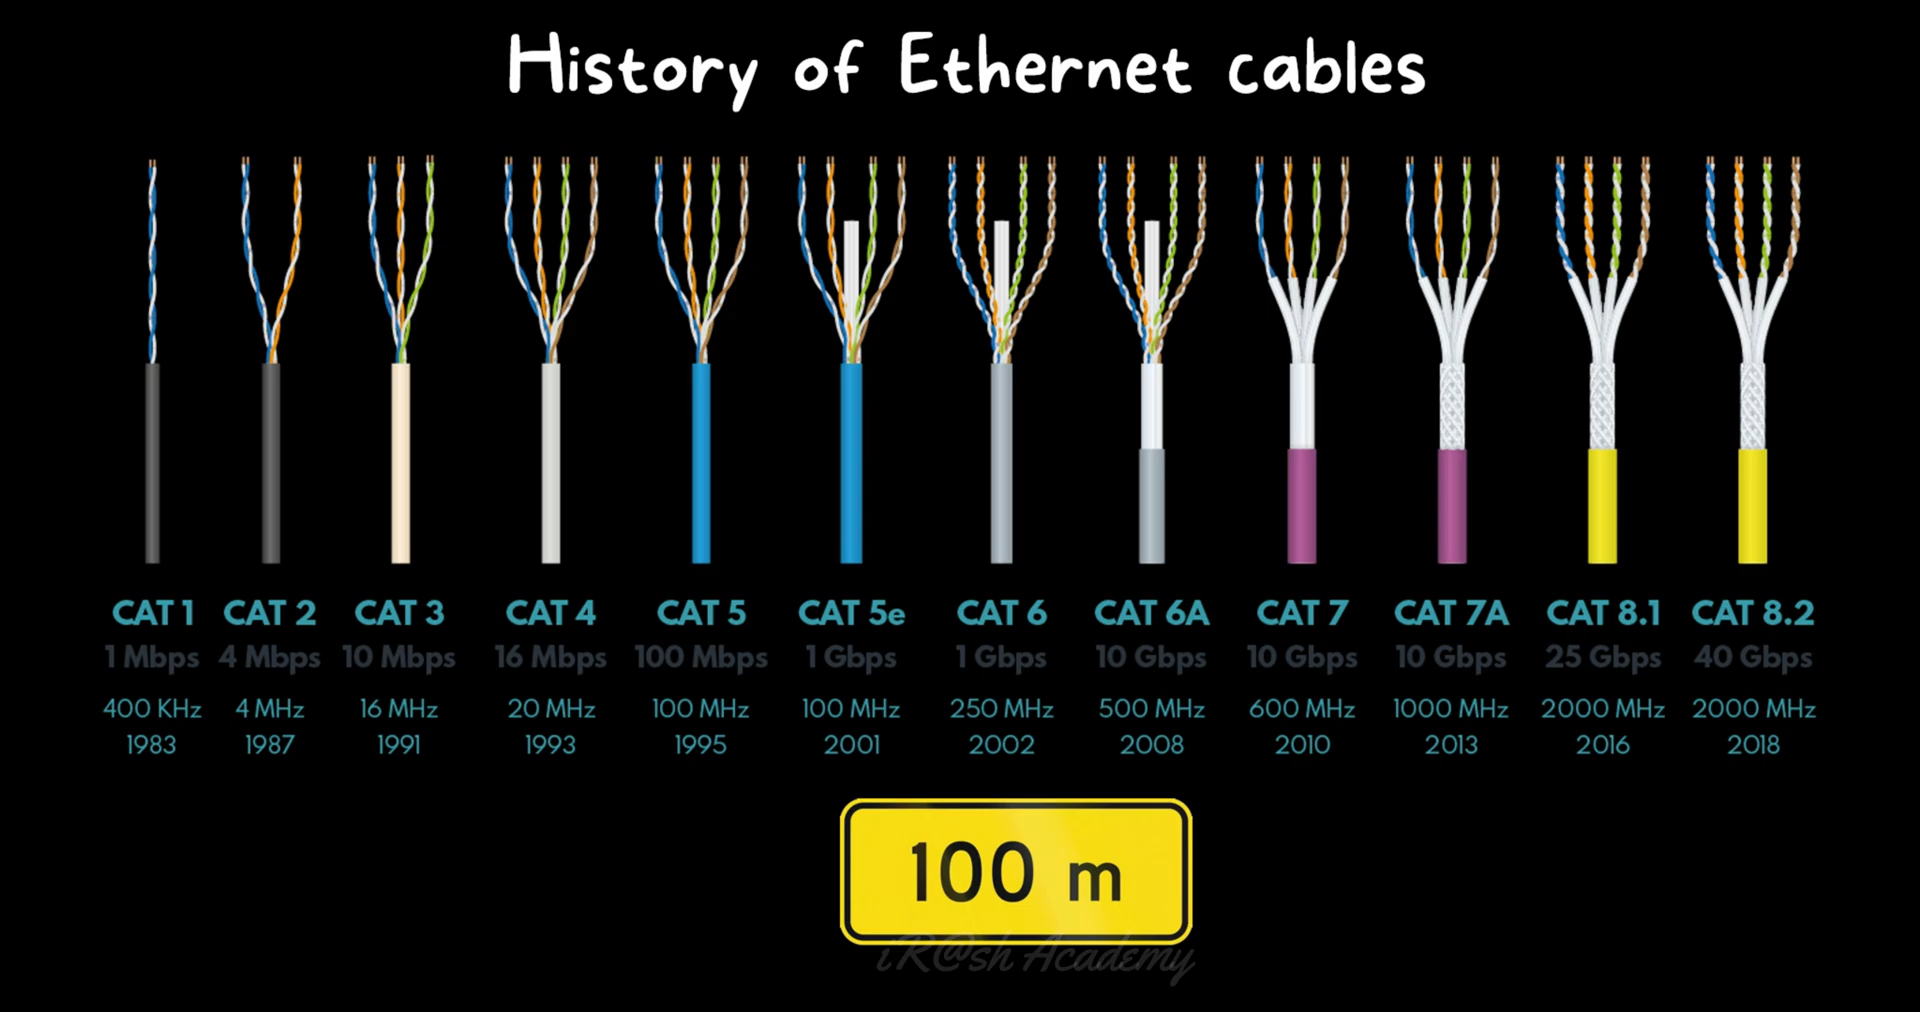 History of Ethernet cables
CAT 1 CAT 2 CAT 3 CAT 4 CAT 5 CAT 5e CAT 6 CAT 6A CAT 7 CAT 7A CAT 8.1 CAT 8.2
1 Mbps 4 Mbps 10 Mbps 16 Mbps 100 Mbps 1 Gbps 1 Gbps 10 Gbps 10 Gbps 10 Gbps 25 Gbps 40 Gbps
400 KHz 4 MHz 16 MHz 20 MHz 100 MHz 100 MHz 250 MHz 500 MHz 600 MHz 1000 MHz 2000 MHz 2000 MHz
1983 1987 1991 1993 1995 2001 2002 2008 2010 2013 2016 2018
100 m
iR@sh Academy